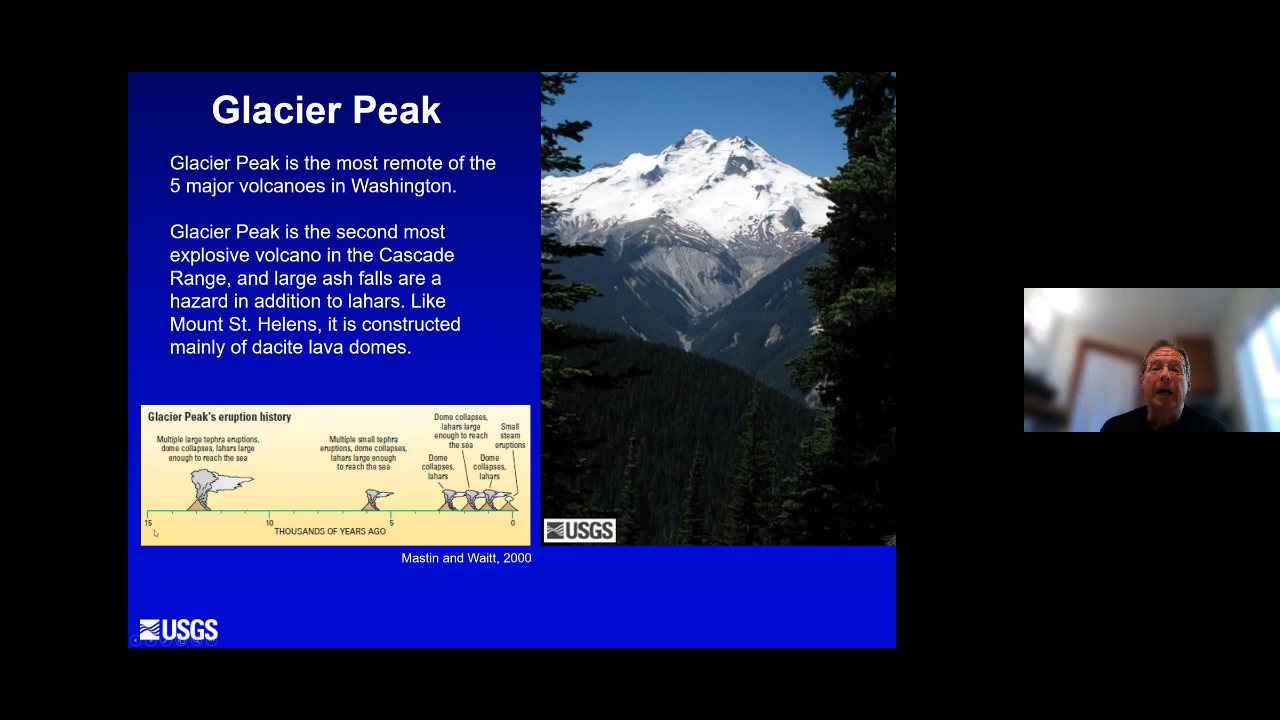 Glacier Peak
Glacier Peak is the most remote of the
5 major volcanoes in Washington.
Glacier Peak is the second most
explosive volcano in the Cascade
Range, and large ash falls are a
hazard in addition to lahars. Like
Mount St. Helens, it is constructed
mainly of dacite lava domes.
Glacier Peak's eruption history
Multiple large tephra eruptions,
dome collapses, lahars large
enough to reach the sea
Multiple small tephra
eruptions, dome collapses,
lahars large enough
to reach the sea
Dome
collapses,
lahars
Dome collapses,
lahars large
enough to reach
the sea
Dome
collapses,
lahars
Small
steam
eruptions
15
10
5
0
THOUSANDS OF YEARS AGO
Mastin and Waitt, 2000
USGS
USGS